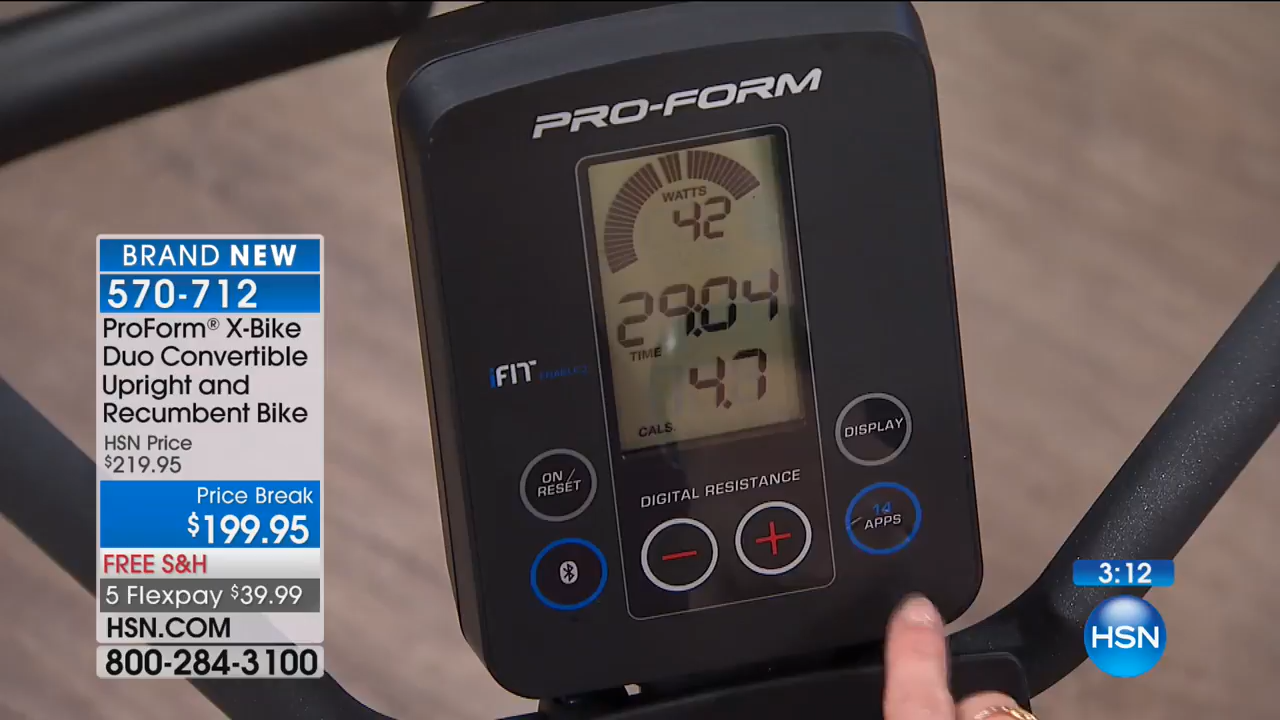 PRO-FORM
WATTS
42
29:04
TIME
4.7
CALS.
iFIT ENABLED
DISPLAY
ON / RESET
DIGITAL RESISTANCE
14
APPS
BRAND NEW
570-712
ProForm® X-Bike
Duo Convertible
Upright and
Recumbent Bike
HSN Price
$219.95
Price Break
$199.95
FREE S&H
5 Flexpay $39.99
HSN.COM
800-284-3100
3:12
HSN